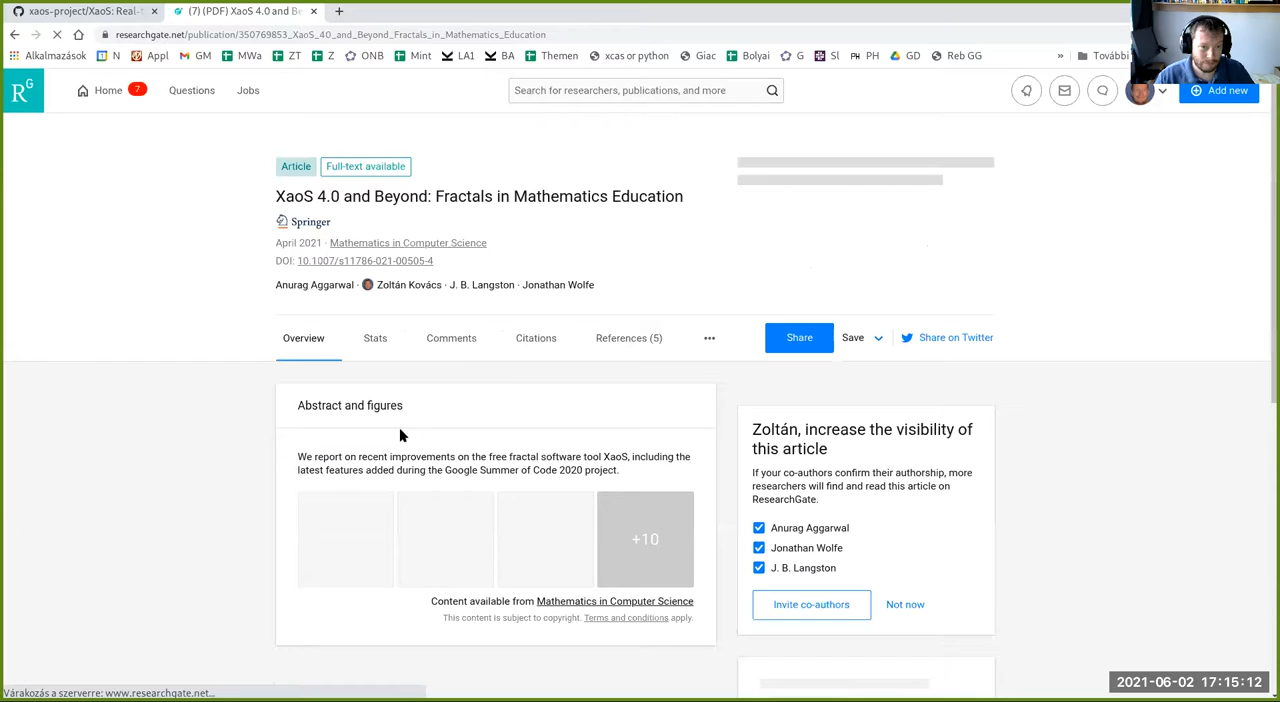 xaos-project/XaoS: Real-t
(7) (PDF) XaoS 4.0 and Be
researchgate.net/publication/350769853_XaoS_40_and_Beyond_Fractals_in_Mathematics_Education
Alkalmazások N Appl GM MWa ZT Z ONB Mint LA1 BA Themen xcas or python Giac Bolyai G Sl PH PH GD Reb GG » További
RG Home 7 Questions Jobs Search for researchers, publications, and more Add new
Article Full-text available
XaoS 4.0 and Beyond: Fractals in Mathematics Education
Springer
April 2021 · Mathematics in Computer Science
DOI: 10.1007/s11786-021-00505-4
Anurag Aggarwal · Zoltán Kovács · J. B. Langston · Jonathan Wolfe
Overview Stats Comments Citations References (5) ••• Share Save Share on Twitter
Abstract and figures
We report on recent improvements on the free fractal software tool XaoS, including the
latest features added during the Google Summer of Code 2020 project.
+10
Content available from Mathematics in Computer Science
This content is subject to copyright. Terms and conditions apply.
Zoltán, increase the visibility of
this article
If your co-authors confirm their authorship, more
researchers will find and read this article on
ResearchGate.
Anurag Aggarwal
Jonathan Wolfe
J. B. Langston
Invite co-authors Not now
Várakozás a szerverre: www.researchgate.net...
2021-06-02 17:15:12